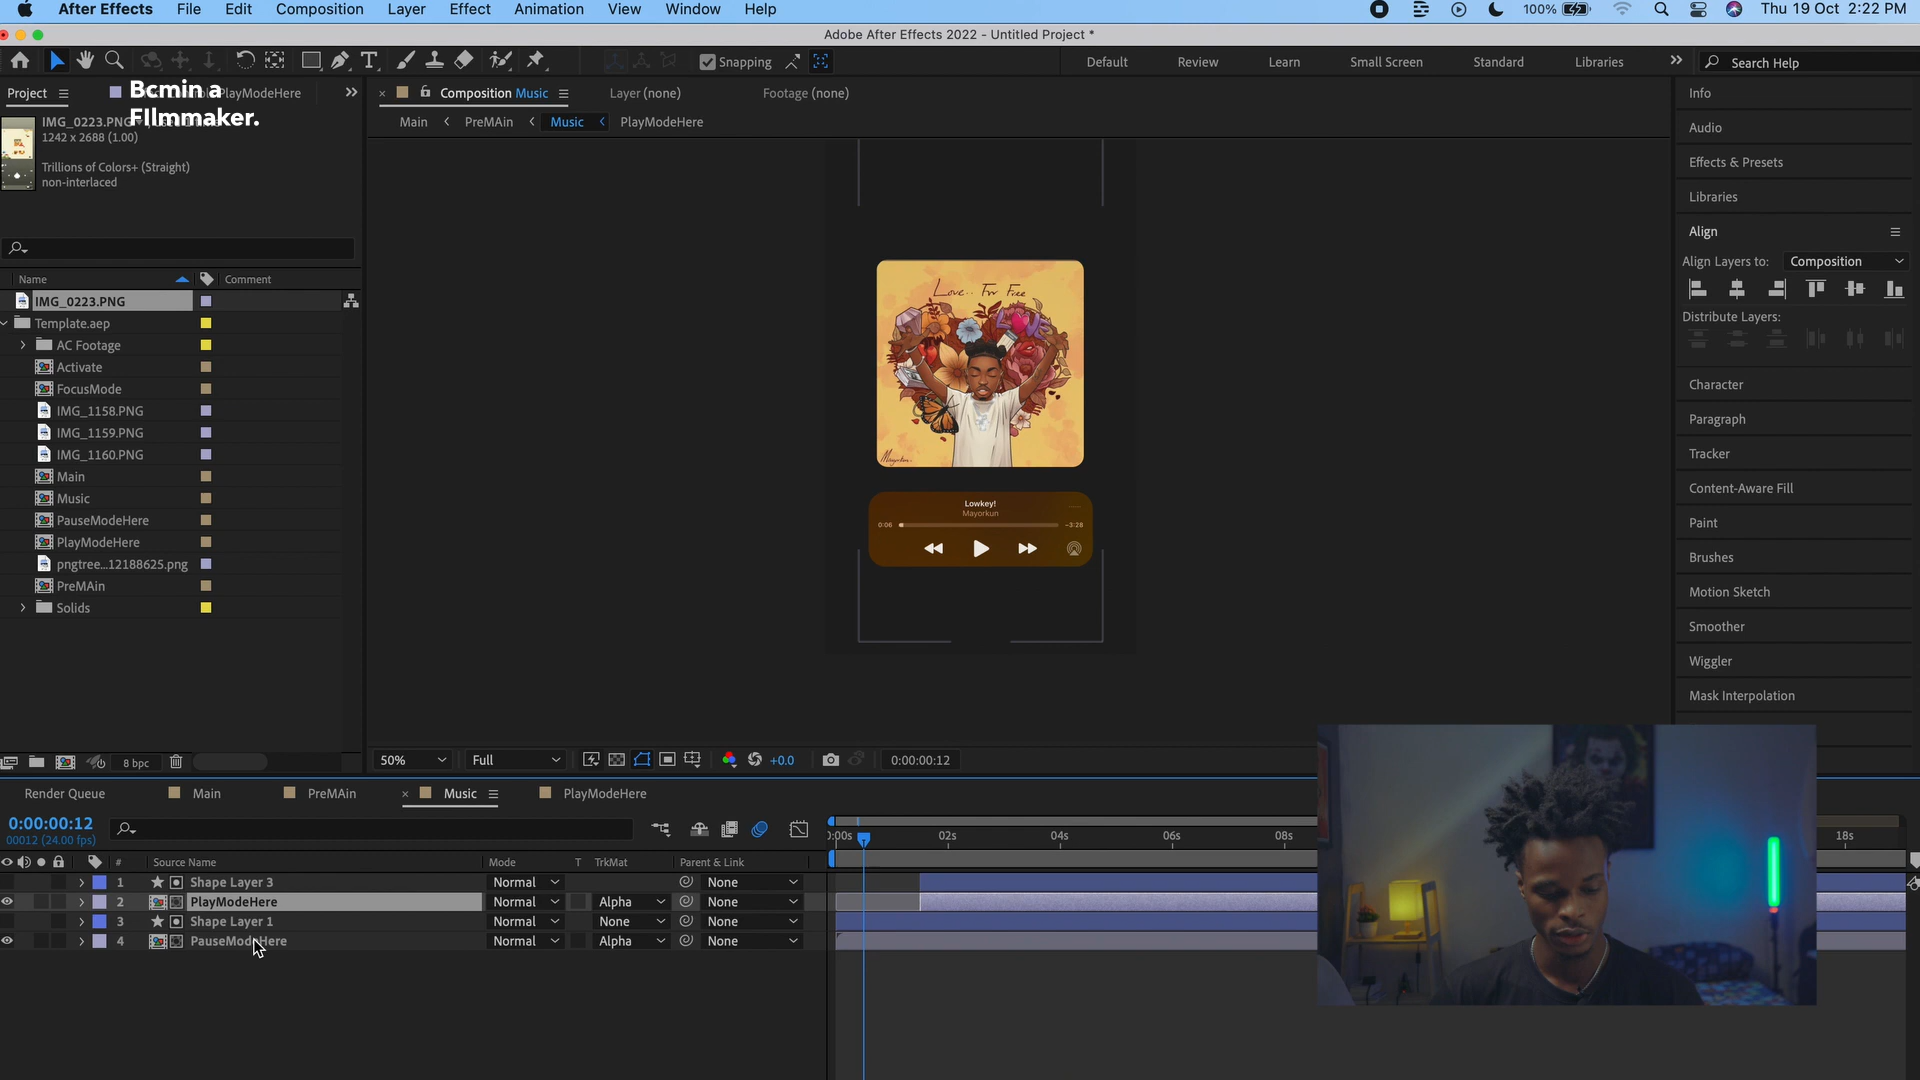 After Effects File Edit Composition Layer Effect Animation View Window Help 100% Thu 19 Oct 2:22 PM
Adobe After Effects 2022 - Untitled Project *
Snapping Default Review Learn Small Screen Standard Libraries Search Help
Project PlayModeHere
Bcmin a
FIlmmaker.
IMG_0223.PNG
1242 x 2688 (1.00)
Trillions of Colors+ (Straight)
non-interlaced
Composition Music Layer (none) Footage (none)
Main PreMAin Music PlayModeHere
Name Comment
IMG_0223.PNG
Template.aep
AC Footage
Activate
FocusMode
IMG_1158.PNG
IMG_1159.PNG
IMG_1160.PNG
Main
Music
PauseModeHere
PlayModeHere
pngtree...12188625.png
PreMAin
Solids
8 bpc
Love.. For Free
Lowkey!
Mayorkun
0:06 -3:28
50% Full +0.0 0:00:00:12
Info
Audio
Effects & Presets
Libraries
Align
Align Layers to: Composition
Distribute Layers:
Character
Paragraph
Tracker
Content-Aware Fill
Paint
Brushes
Motion Sketch
Smoother
Wiggler
Mask Interpolation
Render Queue Main PreMAin Music PlayModeHere
0:00:00:12
00012 (24.00 fps)
:00s 02s 04s 06s 08s 18s
# Source Name Mode T TrkMat Parent & Link
1 Shape Layer 3 Normal None
2 PlayModeHere Normal Alpha None
3 Shape Layer 1 Normal None None
4 PauseModeHere Normal Alpha None